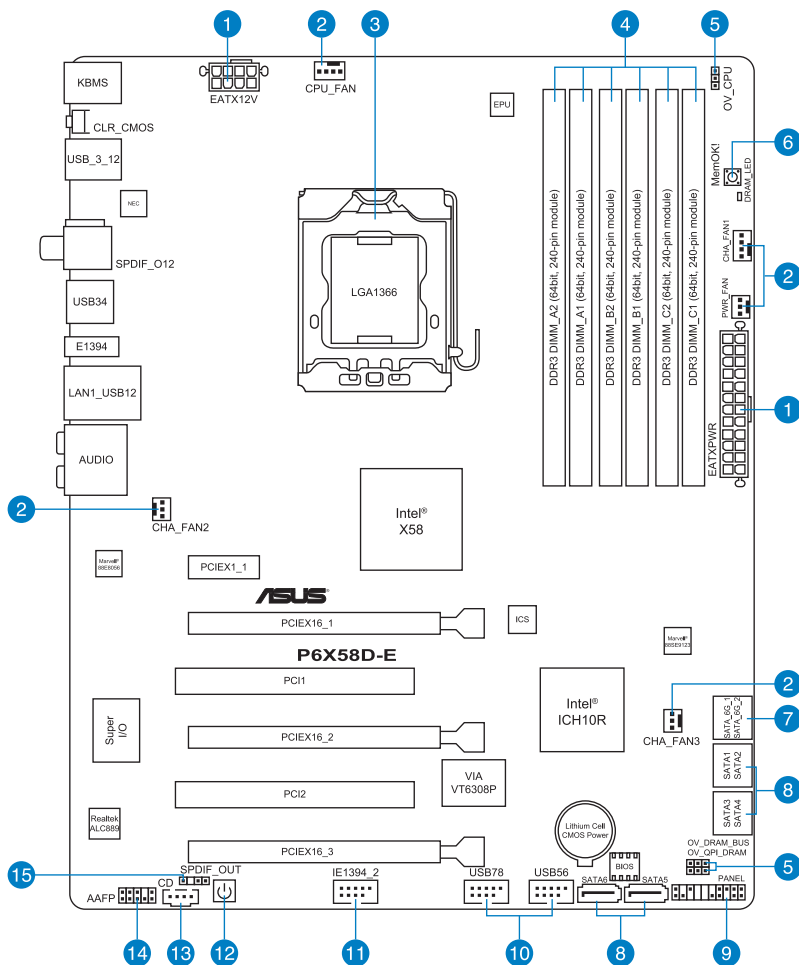 1
2
3
4
5
KBMS
EATX12V
CPU_FAN
EPU
OV_CPU
CLR_CMOS
USB_3_12
MemOK!
6
DRAM_LED
NEC
SPDIF_O12
CHA_FAN1
2
USB34
LGA1366
PWR_FAN
DDR3 DIMM_A2 (64bit, 240-pin module)
DDR3 DIMM_A1 (64bit, 240-pin module)
DDR3 DIMM_B2 (64bit, 240-pin module)
DDR3 DIMM_B1 (64bit, 240-pin module)
DDR3 DIMM_C2 (64bit, 240-pin module)
DDR3 DIMM_C1 (64bit, 240-pin module)
E1394
LAN1_USB12
1
EATXPWR
AUDIO
2
CHA_FAN2
Intel®
X58
Marvell®
88E8056
PCIEX1_1
ASUS®
PCIEX16_1
ICS
Marvell®
88SE9123
P6X58D-E
PCI1
Intel®
ICH10R
2
CHA_FAN3
SATA_6G_1
SATA_6G_2
7
Super
I/O
PCIEX16_2
VIA
VT6308P
SATA1
SATA2
8
PCI2
SATA3
SATA4
Realtek
ALC889
Lithium Cell
CMOS Power
OV_DRAM_BUS
OV_QPI_DRAM
5
PCIEX16_3
BIOS
15
SPDIF_OUT
IE1394_2
USB78
USB56
SATA6
SATA5
PANEL
AAFP
CD
14
13
12
11
10
8
9